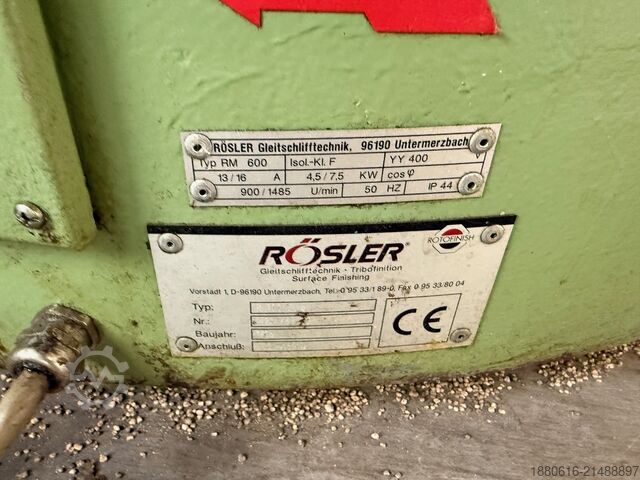 RÖSLER Gleitschlifftechnik, 96190 Untermerzbach
Typ RM 600 Isol.-Kl. F YY 400 V
13/16 A 4,5/7.5 KW cosφ
900/1485 U/min 50 HZ IP 44
RÖSLER®
ROTOFINISH
Gleitschlifftechnik · Tribofinition
Surface Finishing
Vorstadt 1, D-96190 Untermerzbach, Tel. 0 95 33/1 89-0, Fax 0 95 33/80 04
Typ:
Nr.:
Baujahr:
Anschluß:
CE
1880616-21488897